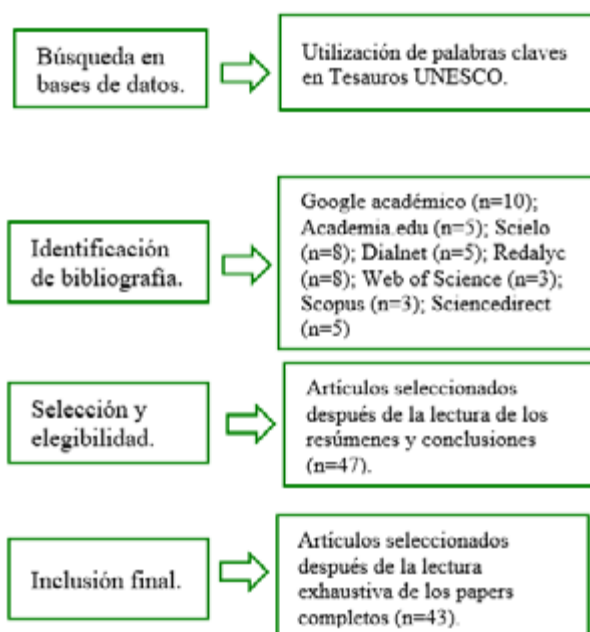 Búsqueda en
bases de datos.
Utilización de palabras claves
en Tesauros UNESCO.
Identificación
de bibliografía.
Google académico (n=10);
Academia.edu (n=5); Scielo
(n=8); Dialnet (n=5); Redalyc
(n=8); Web of Science (n=3);
Scopus (n=3); Sciencedirect
(n=5)
Selección y
elegibilidad.
Artículos seleccionados
después de la lectura de los
resúmenes y conclusiones
(n=47).
Inclusión final.
Artículos seleccionados
después de la lectura
exhaustiva de los papers
completos (n=43).